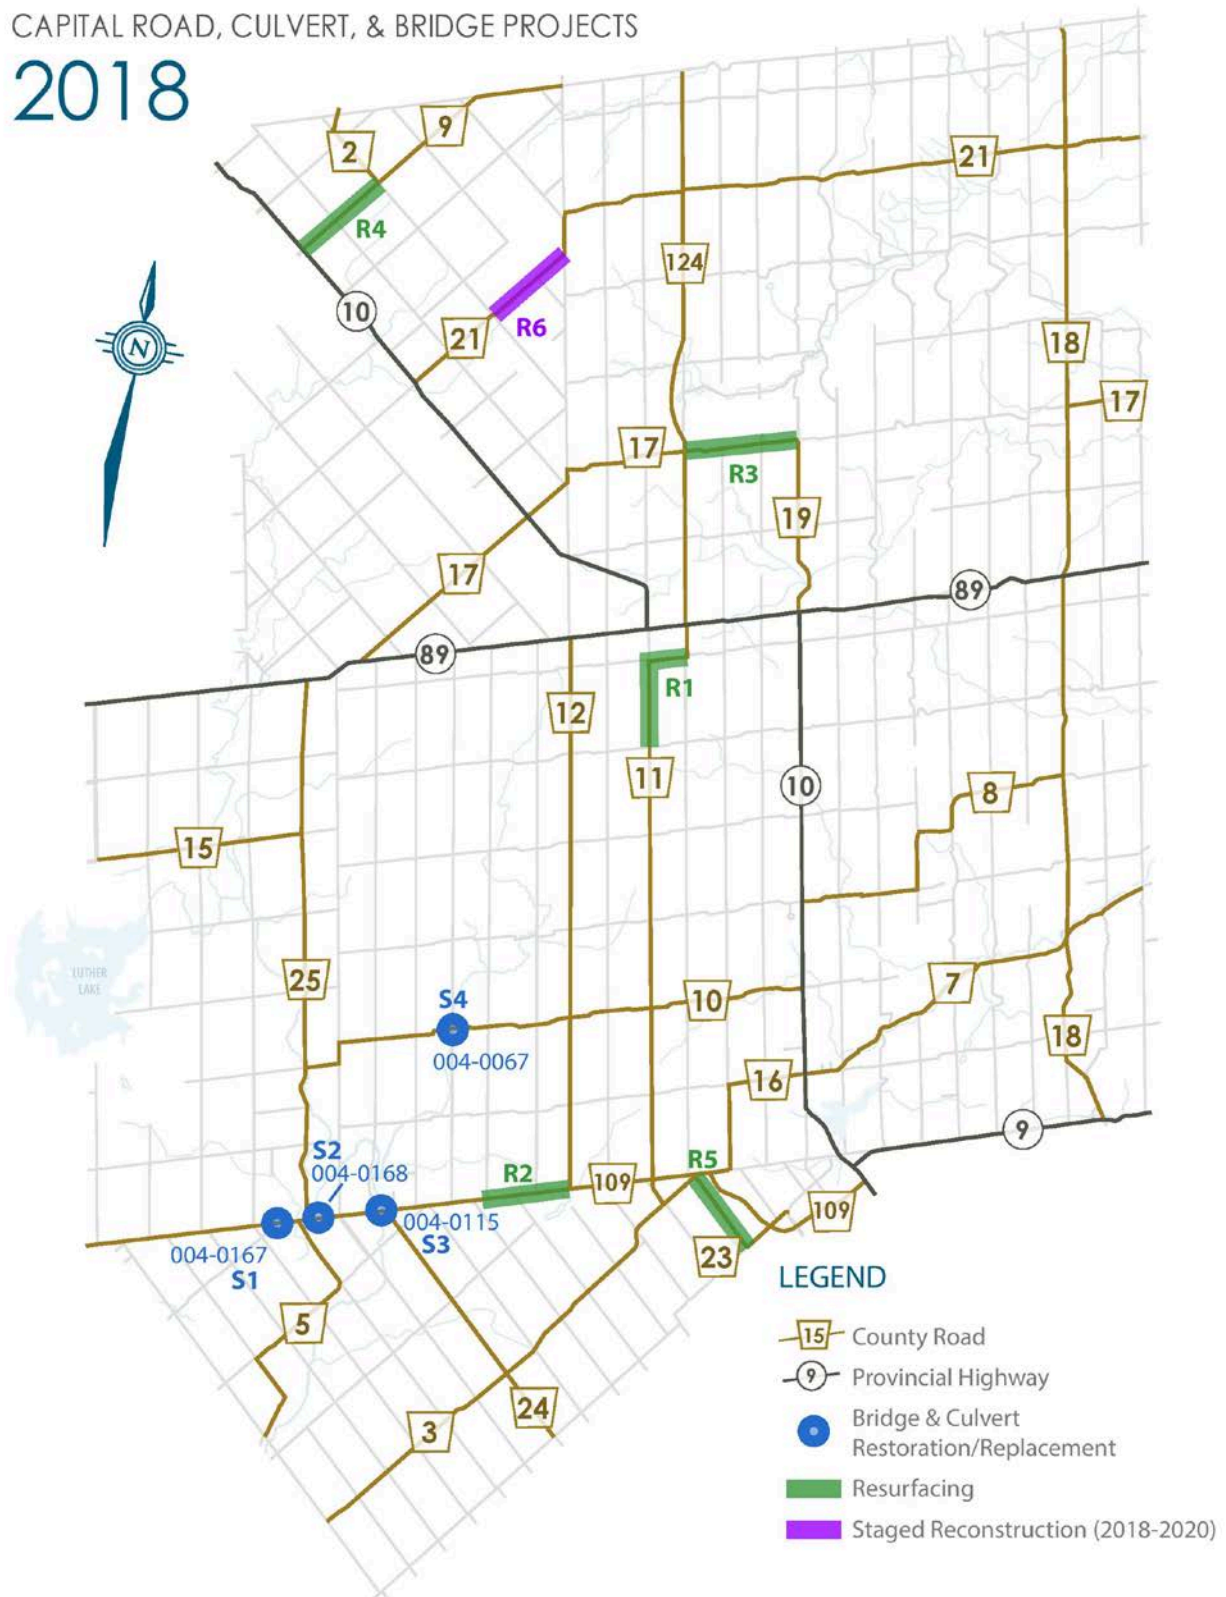 CAPITAL ROAD, CULVERT, & BRIDGE PROJECTS
2018
9
2
21
R4
124
10
R6
21
18
17
17
R3
19
17
89
89
R1
12
11
10
8
15
25
7
S4
10
004-0067
18
16
9
S2
R5
004-0168
R2
109
109
004-0115
004-0167
S3
23
S1
LEGEND
5
15 County Road
9 Provincial Highway
24
Bridge & Culvert
3
Restoration/Replacement
Resurfacing
Staged Reconstruction (2018-2020)
N
LUTHER
LAKE